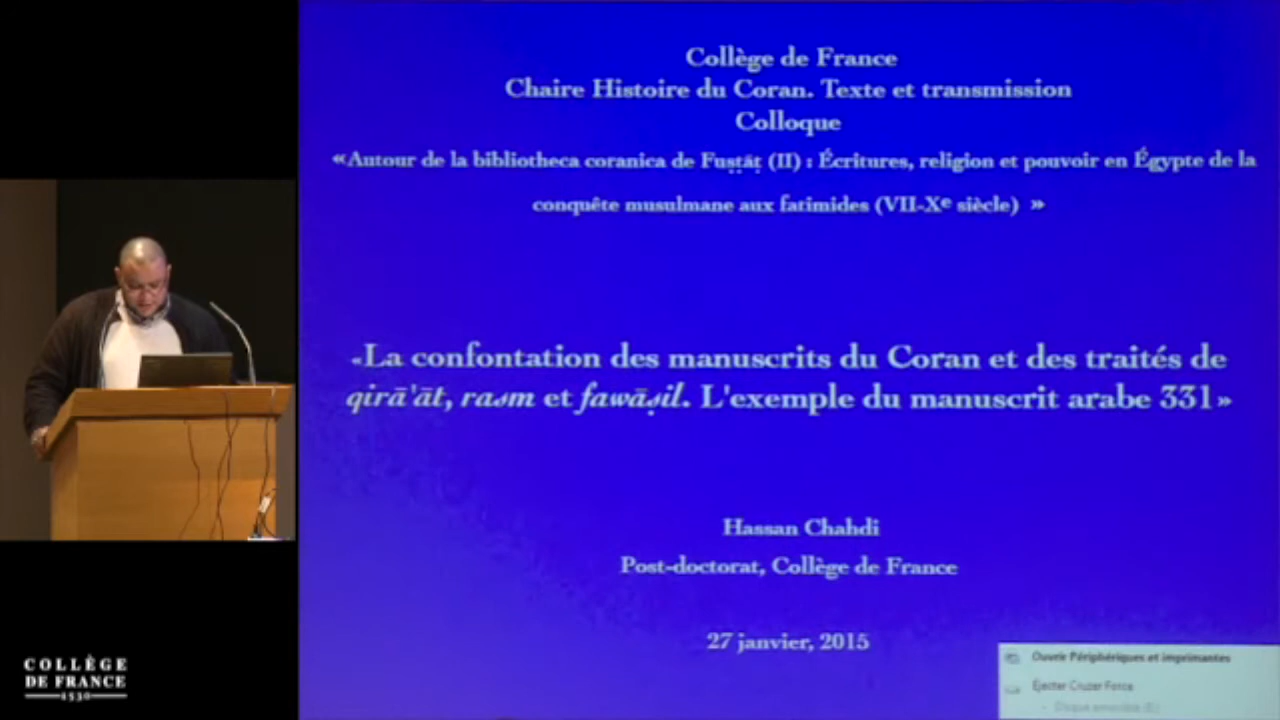 Collège de France
Chaire Histoire du Coran. Texte et transmission
Colloque
«Autour de la bibliotheca coranica de Fusṭāṭ (II) : Écritures, religion et pouvoir en Égypte de la
conquête musulmane aux fatimides (VII-Xe siècle) »
«La confontation des manuscrits du Coran et des traités de
qirā'āt, rasm et fawāṣil. L'exemple du manuscrit arabe 331»
Hassan Chahdi
Post-doctorat, Collège de France
27 janvier, 2015
Ouvrir Périphériques et imprimantes
Éjecter Cruzer Force
- Disque amovible (E:)
COLLÈGE
DE FRANCE
1530